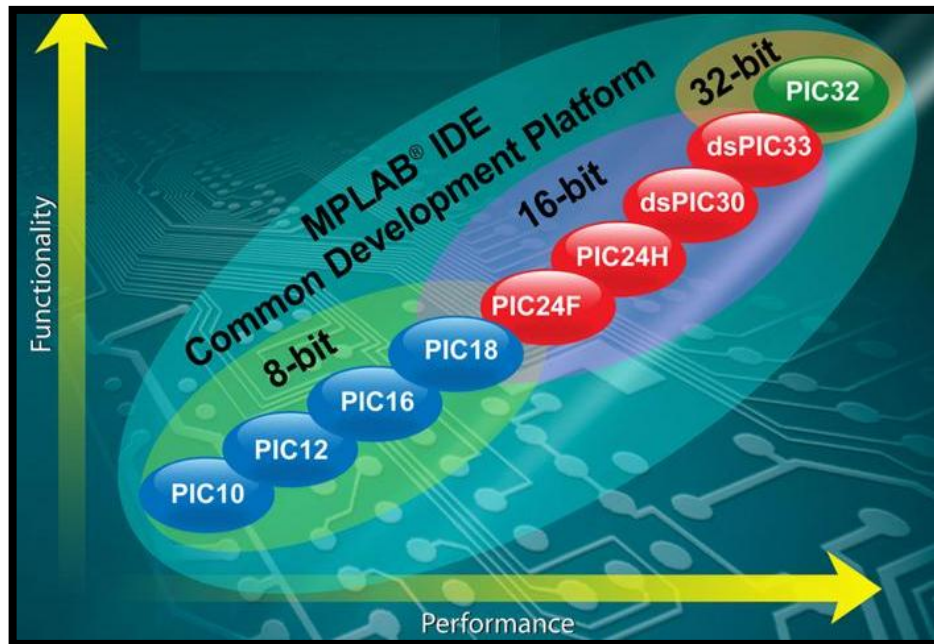 Functionality
MPLAB® IDE
Common Development Platform
32-bit
PIC32
16-bit
dsPIC33
dsPIC30
PIC24H
PIC24F
8-bit
PIC18
PIC16
PIC12
PIC10
Performance